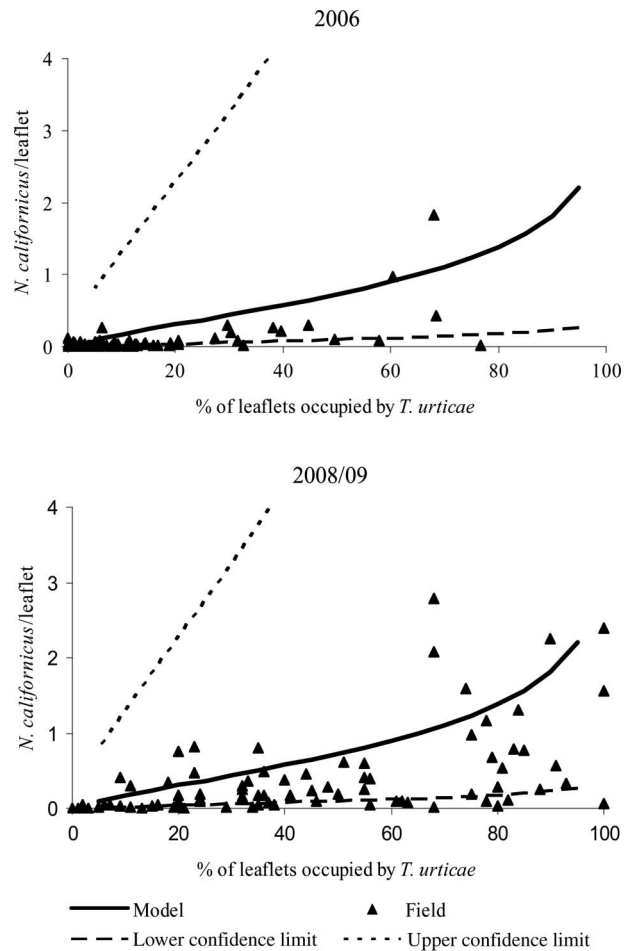 2006
4
3
2
1
0
N. californicus/leaflet
0 20 40 60 80 100
% of leaflets occupied by T. urticae
2008/09
4
3
2
1
0
N. californicus/leaflet
0 20 40 60 80 100
% of leaflets occupied by T. urticae
Model Field
Lower confidence limit Upper confidence limit